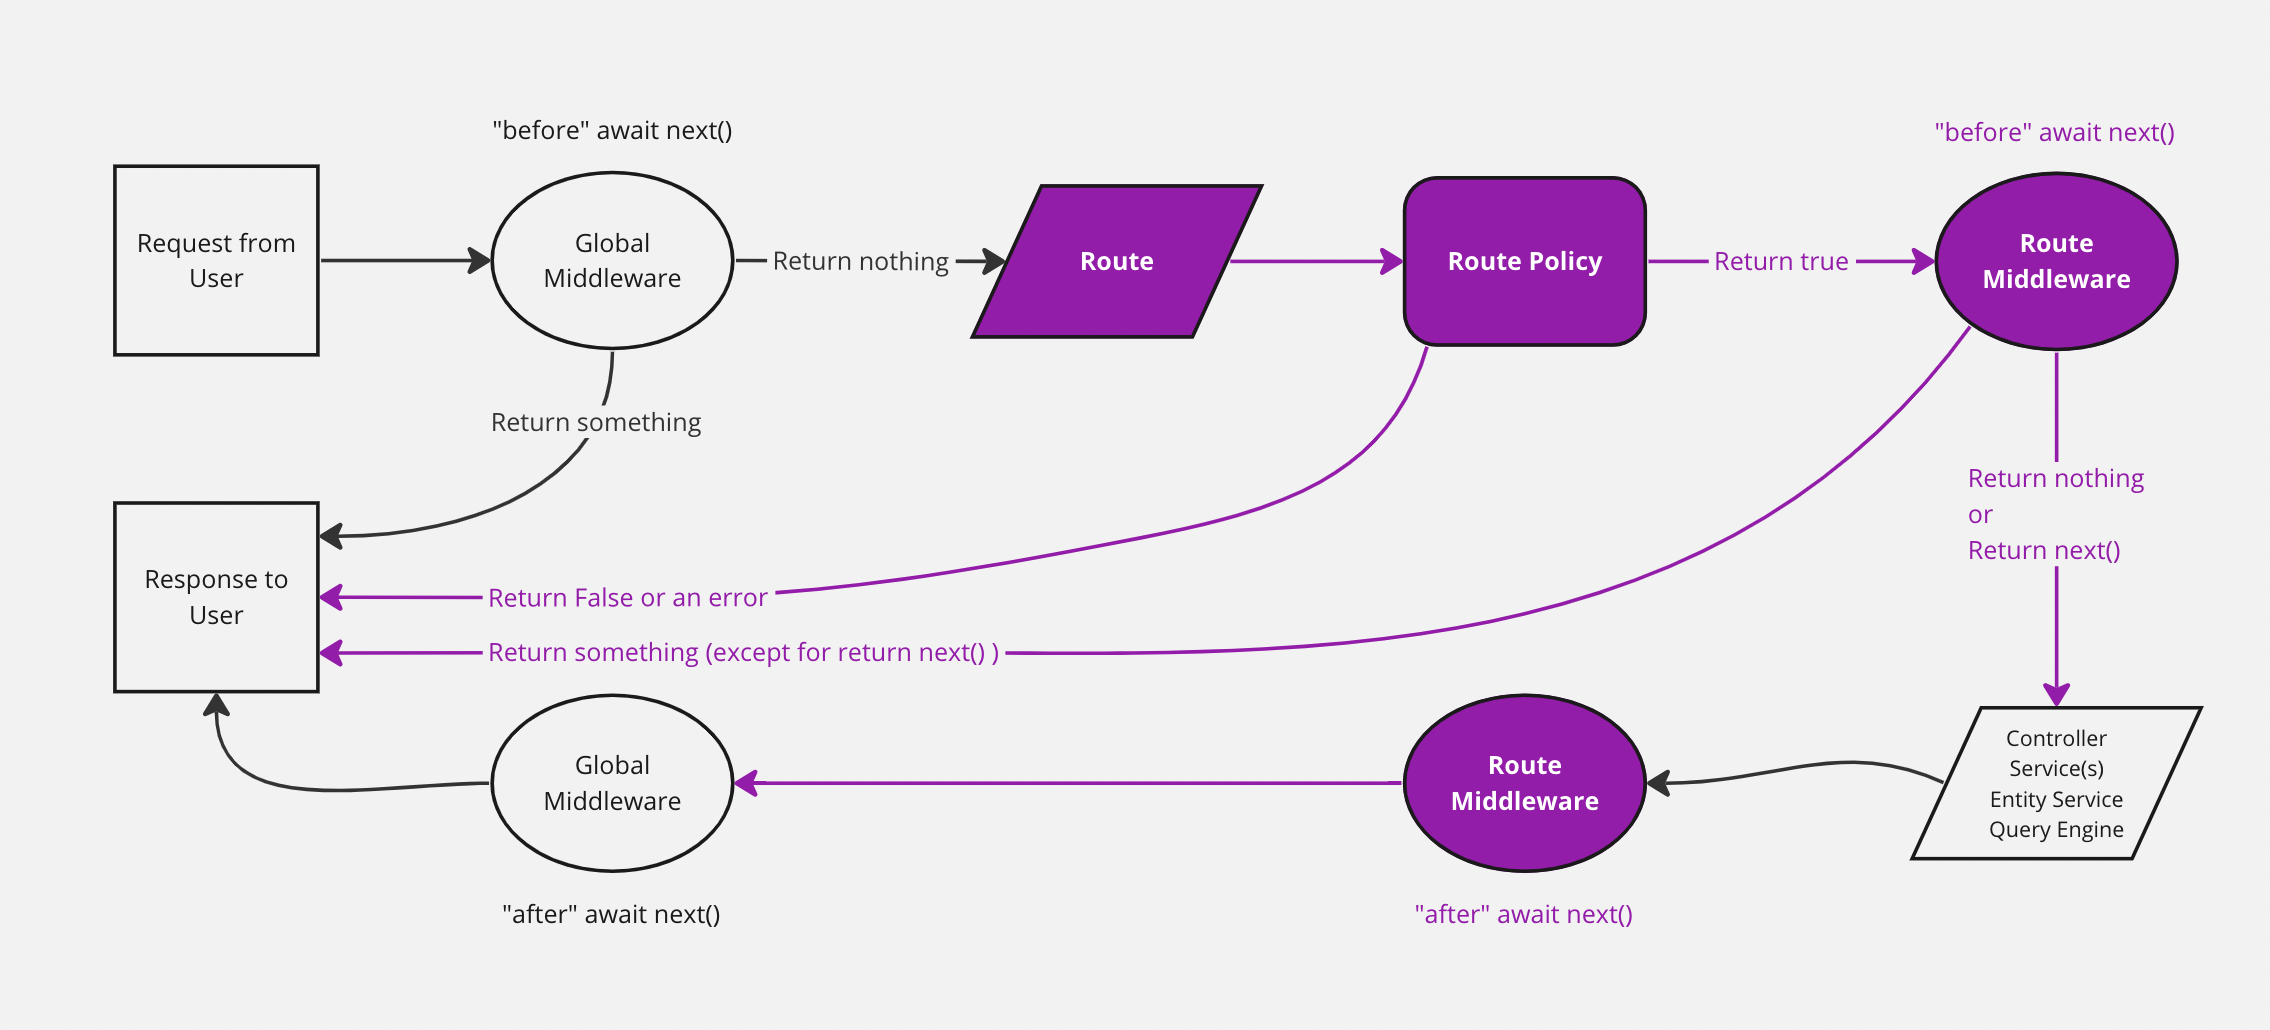 "before" await next()
"before" await next()
Request from
User
Global
Middleware
Return nothing
Route
Route Policy
Return true
Route
Middleware
Return something
Return nothing
or
Return next()
Response to
User
Return False or an error
Return something (except for return next() )
Global
Middleware
Route
Middleware
Controller
Service(s)
Entity Service
Query Engine
"after" await next()
"after" await next()